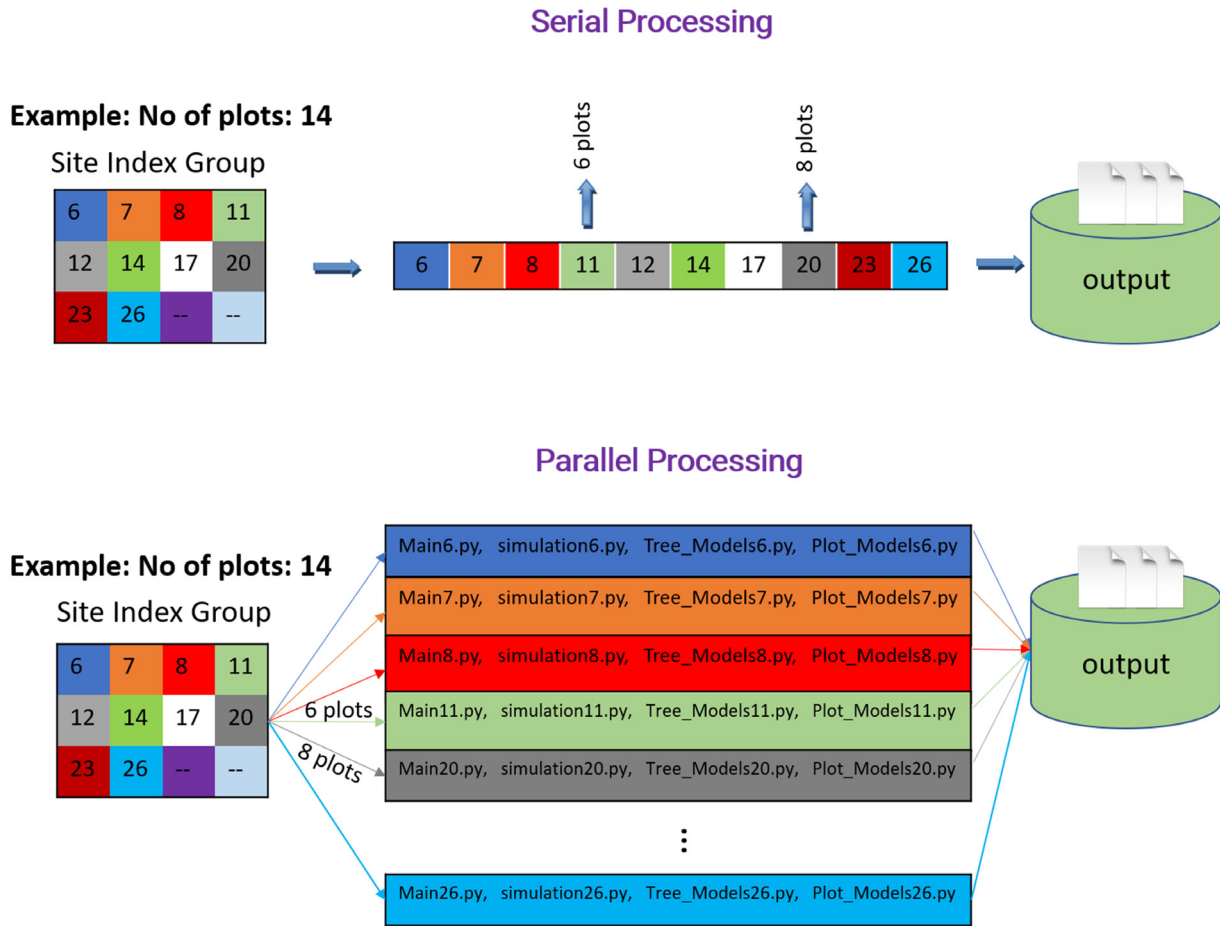 Serial Processing
Example: No of plots: 14
Site Index Group
6 7 8 11
12 14 17 20
23 26 -- --
6 plots
8 plots
6 7 8 11 12 14 17 20 23 26
output
Parallel Processing
Example: No of plots: 14
Site Index Group
6 7 8 11
12 14 17 20
23 26 -- --
6 plots
8 plots
Main6.py, simulation6.py, Tree_Models6.py, Plot_Models6.py
Main7.py, simulation7.py, Tree_Models7.py, Plot_Models7.py
Main8.py, simulation8.py, Tree_Models8.py, Plot_Models8.py
Main11.py, simulation11.py, Tree_Models11.py, Plot_Models11.py
Main20.py, simulation20.py, Tree_Models20.py, Plot_Models20.py
...
Main26.py, simulation26.py, Tree_Models26.py, Plot_Models26.py
output